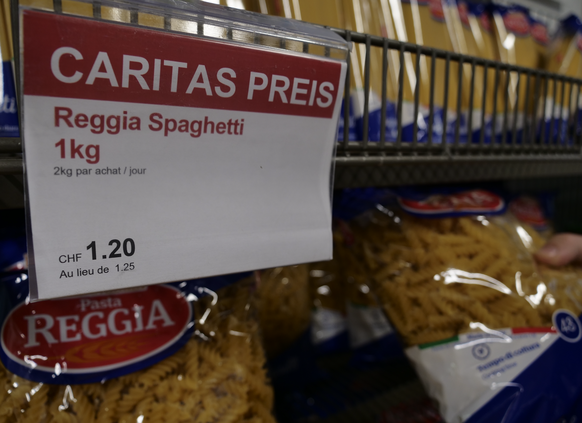 CARITAS PREIS
Reggia Spaghetti
1kg
2kg par achat / jour
CHF 1.20
Au lieu de 1.25
Pasta
REGGIA
48